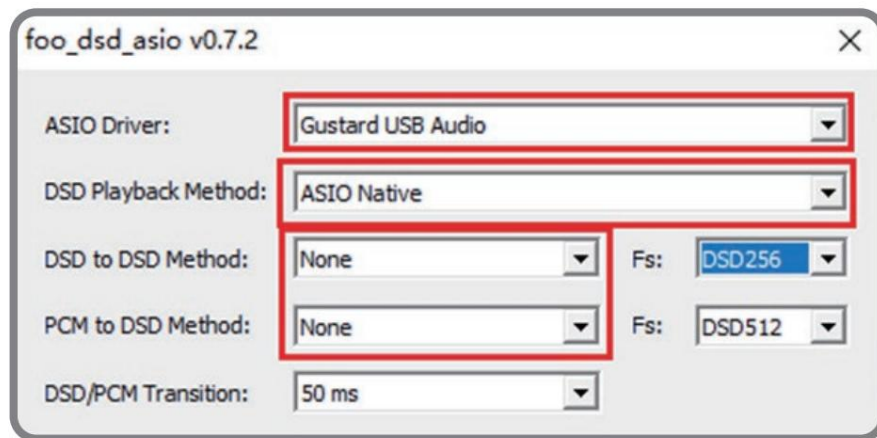 foo_dsd_asio v0.7.2
ASIO Driver: Gustard USB Audio
DSD Playback Method: ASIO Native
DSD to DSD Method: None Fs: DSD256
PCM to DSD Method: None Fs: DSD512
DSD/PCM Transition: 50 ms